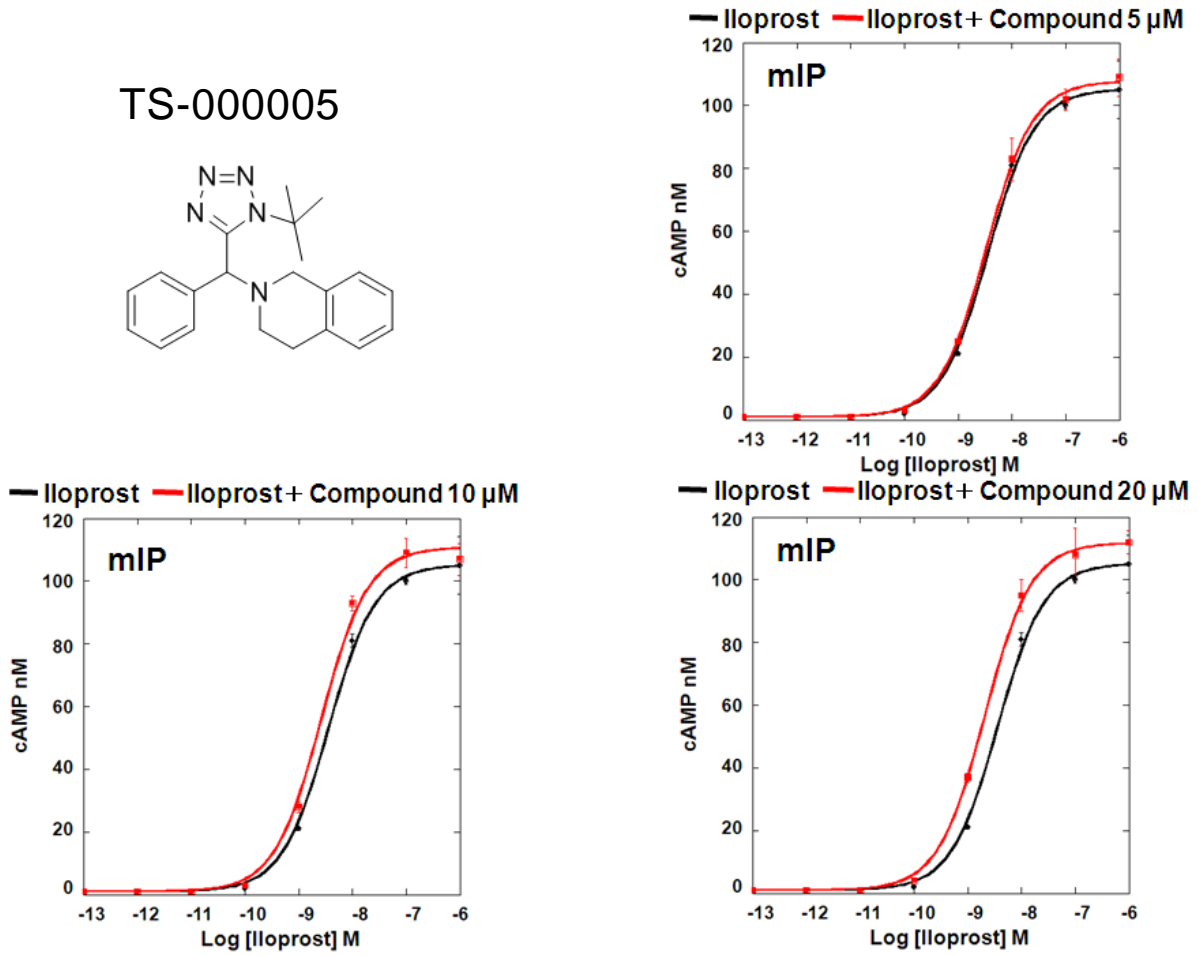 Iloprost Iloprost + Compound 5 µM
TS-000005
mIP
120
100
80
60
40
20
0
cAMP nM
-13 -12 -11 -10 -9 -8 -7 -6
Log [Iloprost] M
N=N
N N
N
Iloprost Iloprost + Compound 10 µM
mIP
120
100
80
60
40
20
0
cAMP nM
-13 -12 -11 -10 -9 -8 -7 -6
Log [Iloprost] M
Iloprost Iloprost + Compound 20 µM
mIP
120
100
80
60
40
20
0
cAMP nM
-13 -12 -11 -10 -9 -8 -7 -6
Log [Iloprost] M